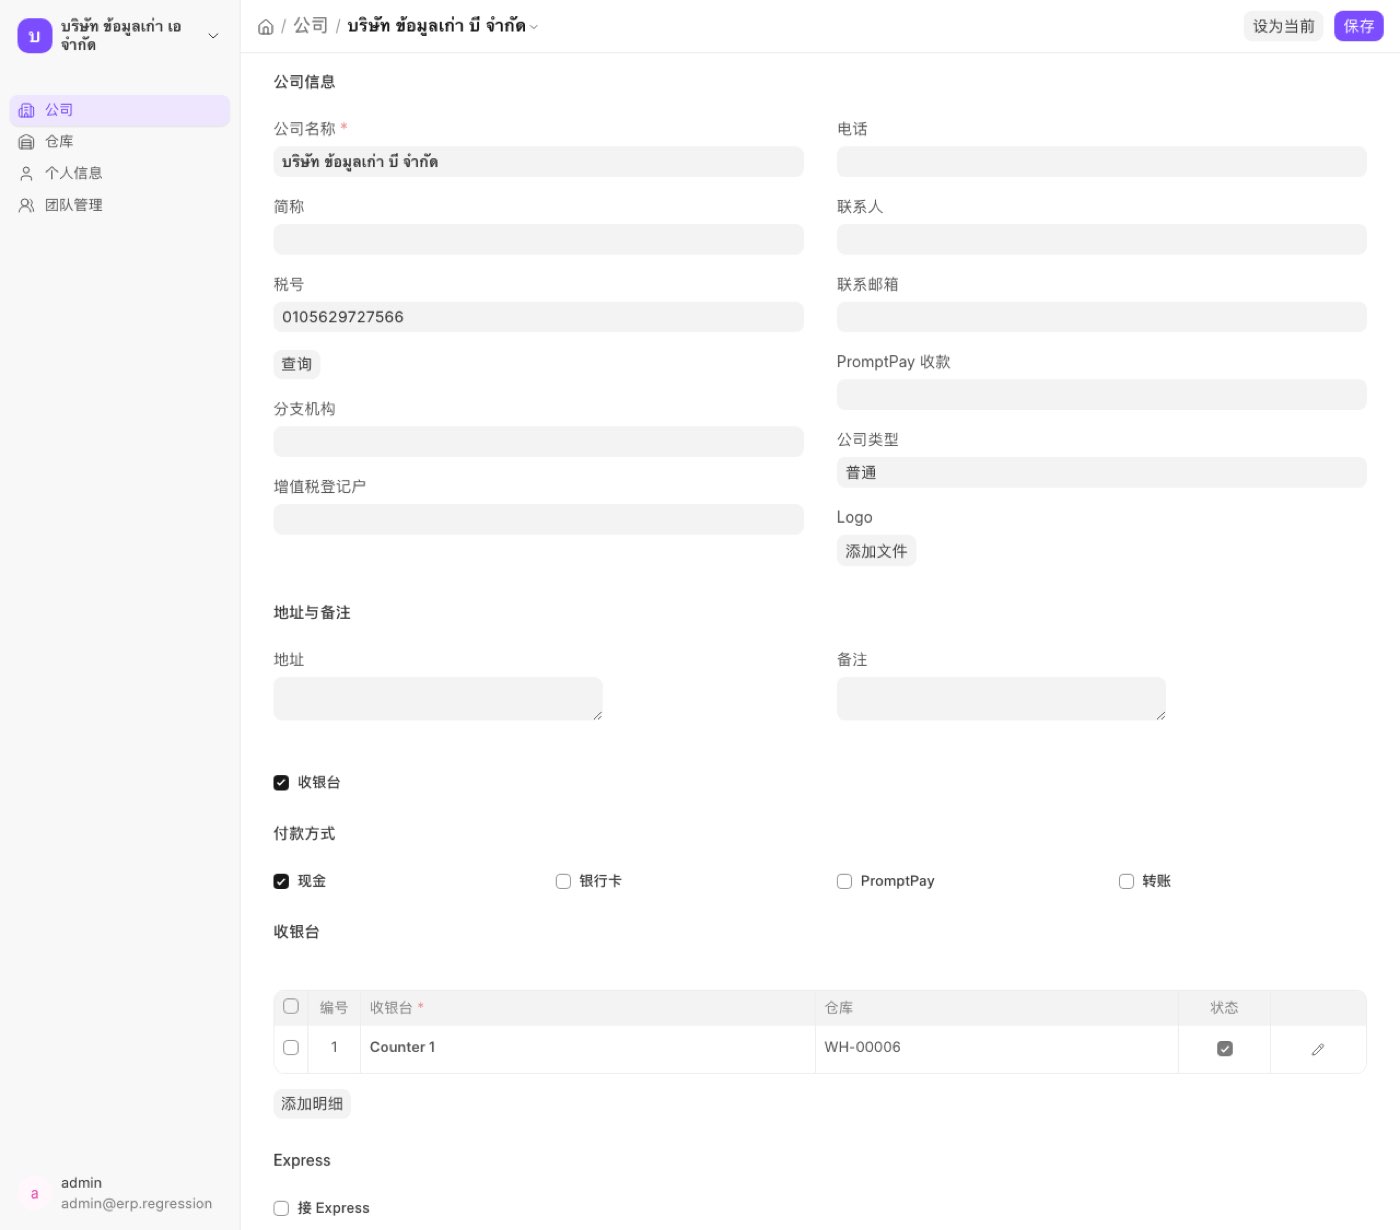 บ
บริษัท ข้อมูลเก่า เอ
จำกัด
公司
仓库
个人信息
团队管理
/ 公司 / บริษัท ข้อมูลเก่า บี จำกัด
设为当前
保存
公司信息
公司名称 *
บริษัท ข้อมูลเก่า บี จำกัด
简称
税号
0105629727566
查询
分支机构
增值税登记户
电话
联系人
联系邮箱
PromptPay 收款
公司类型
普通
Logo
添加文件
地址与备注
地址
备注
收银台
付款方式
现金
银行卡
PromptPay
转账
收银台
编号 收银台 * 仓库 状态
1 Counter 1 WH-00006
添加明细
Express
接 Express
a
admin
admin@erp.regression